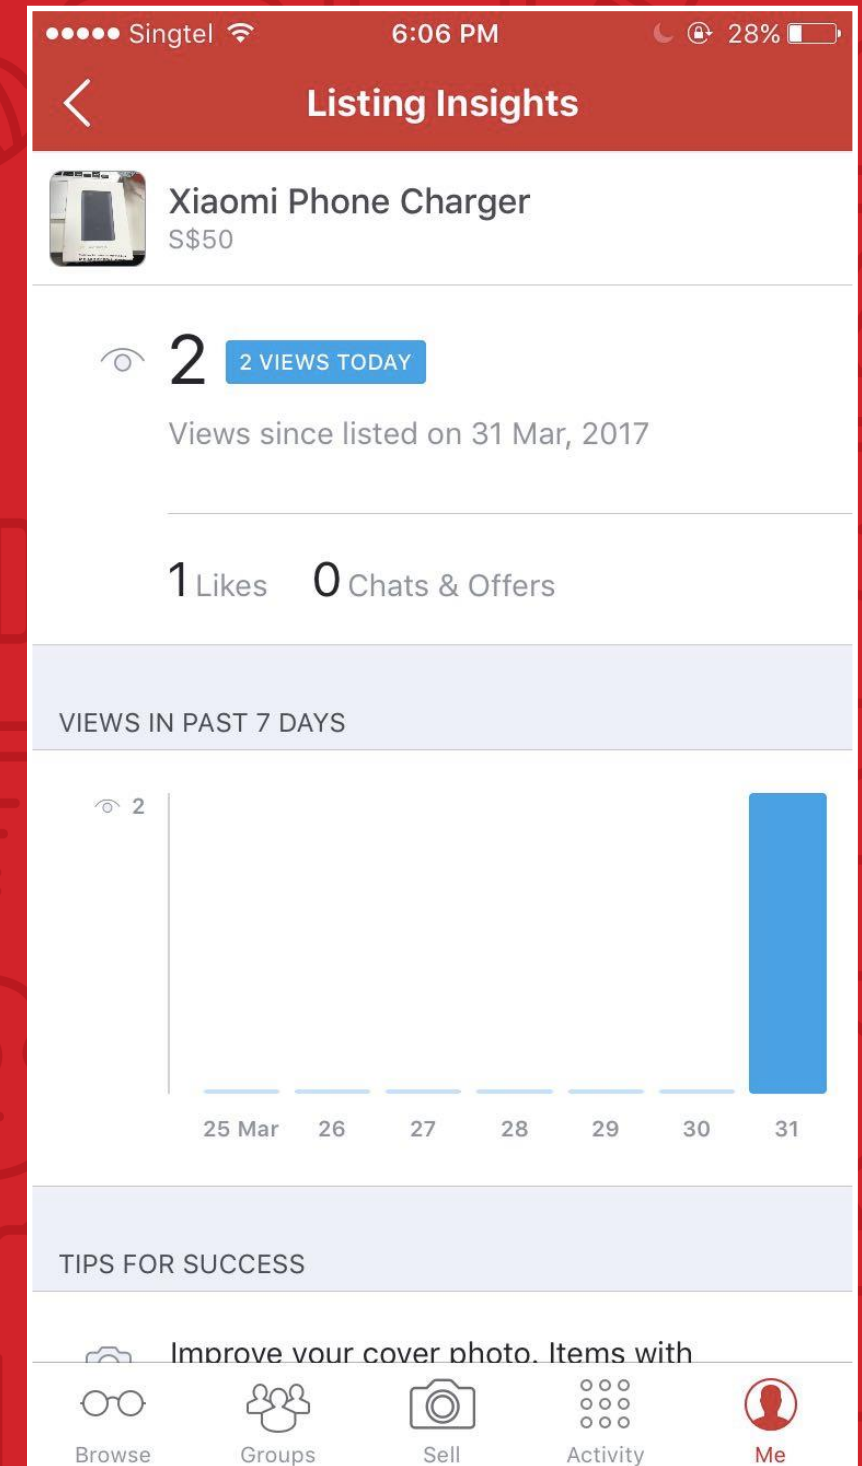 Singtel 6:06 PM 28%
Listing Insights
Xiaomi Phone Charger
S$50
2 2 VIEWS TODAY
Views since listed on 31 Mar, 2017
1 Likes 0 Chats & Offers
VIEWS IN PAST 7 DAYS
2
25 Mar 26 27 28 29 30 31
TIPS FOR SUCCESS
Improve your cover photo. Items with
Browse Groups Sell Activity Me